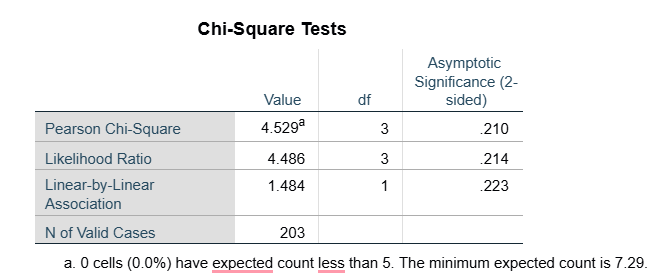 Chi-Square Tests
Asymptotic
Significance (2-
Value df sided)
Pearson Chi-Square 4.529a 3 .210
Likelihood Ratio 4.486 3 .214
Linear-by-Linear 1.484 1 .223
Association
N of Valid Cases 203
a. 0 cells (0.0%) have expected count less than 5. The minimum expected count is 7.29.